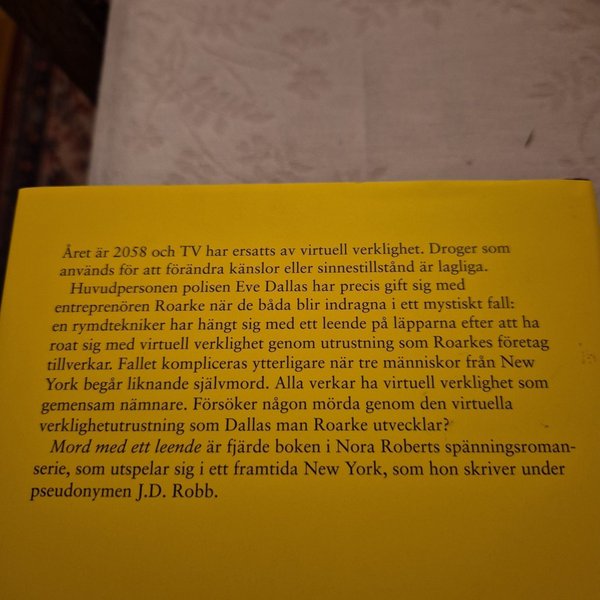 Året är 2058 och TV har ersatts av virtuell verklighet. Droger som
används för att förändra känslor eller sinnestillstånd är lagliga.
Huvudpersonen polisen Eve Dallas har precis gift sig med
entreprenören Roarke när de båda blir indragna i ett mystiskt fall:
en rymdtekniker har hängt sig med ett leende på läpparna efter att ha
roat sig med virtuell verklighet genom utrustning som Roarkes företag
tillverkar. Fallet kompliceras ytterligare när tre människor från New
York begår liknande självmord. Alla verkar ha virtuell verklighet som
gemensam nämnare. Försöker någon mörda genom den virtuella
verklighetutrustning som Dallas man Roarke utvecklar?
Mord med ett leende är fjärde boken i Nora Roberts spänningsroman-
serie, som utspelar sig i ett framtida New York, som hon skriver under
pseudonymen J.D. Robb.